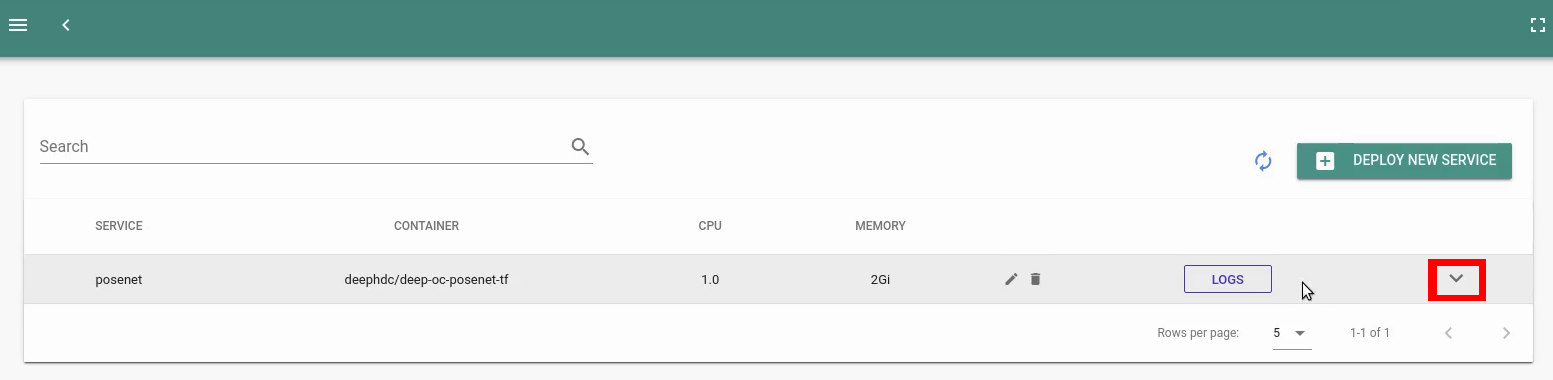 Search
DEPLOY NEW SERVICE
SERVICE CONTAINER CPU MEMORY
posenet deephdc/deep-oc-posenet-tf 1.0 2Gi LOGS
Rows per page: 5 1-1 of 1